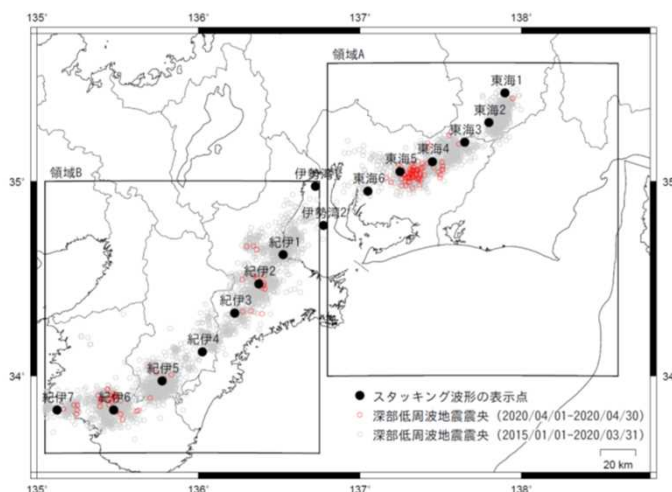 135° 136° 137° 138°
領域A
東海1
東海2
東海3
東海4
東海5
東海6
35° 35°
領域B
伊勢湾1
伊勢湾2
紀伊1
紀伊2
紀伊3
紀伊4
紀伊5
紀伊6
紀伊7
34° 34°
スタッキング波形の表示点
深部低周波地震震央 (2020/04/01-2020/04/30)
深部低周波地震震央 (2015/01/01-2020/03/31)
20 km
135° 136° 137° 138°